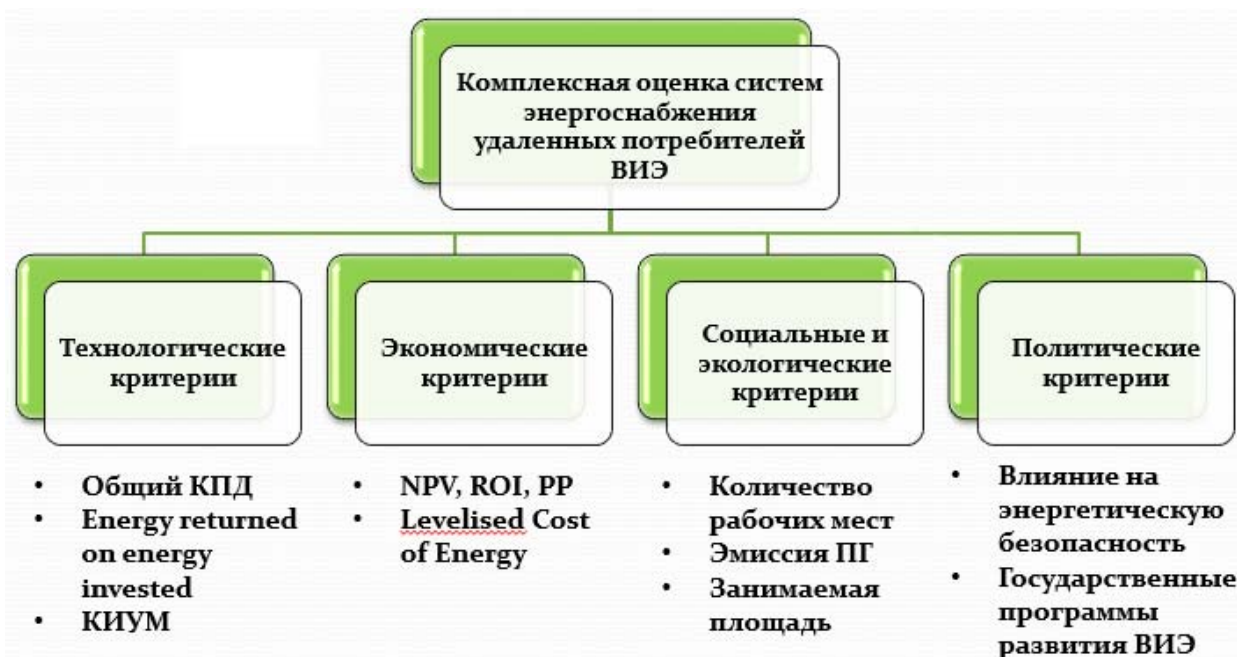 Комплексная оценка систем
энергоснабжения
удаленных потребителей
ВИЭ
Технологические
критерии
Экономические
критерии
Социальные и
экологические
критерии
Политические
критерии
• Общий КПД
• Energy returned
on energy
invested
• КИУМ
• NPV, ROI, PP
• Levelised Cost
of Energy
• Количество
рабочих мест
• Эмиссия ПГ
• Занимаемая
площадь
• Влияние на
энергетическую
безопасность
• Государственные
программы
развития ВИЭ